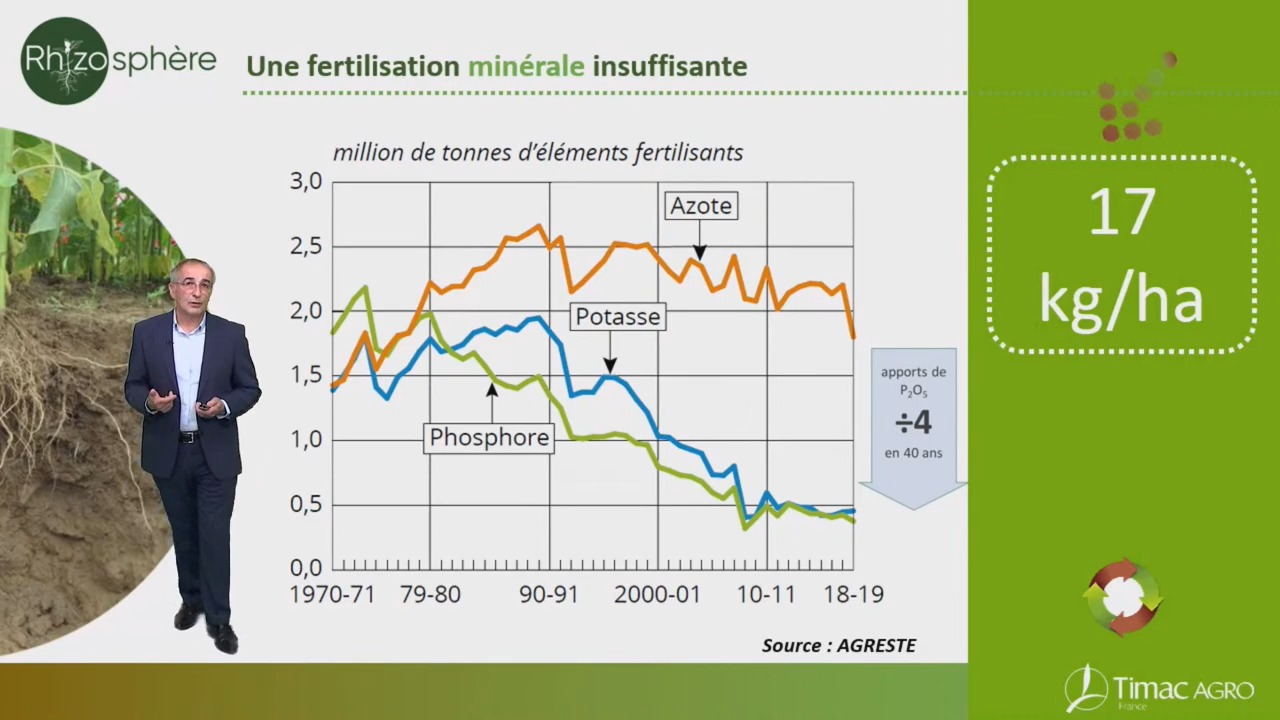 Rhizosphère
Une fertilisation minérale insuffisante
million de tonnes d'éléments fertilisants
3,0
2,5
2,0
1,5
1,0
0,5
0,0
Azote
Potasse
Phosphore
1970-71 79-80 90-91 2000-01 10-11 18-19
Source : AGRESTE
apports de
P₂O₅
÷4
en 40 ans
17
kg/ha
Timac AGRO
France